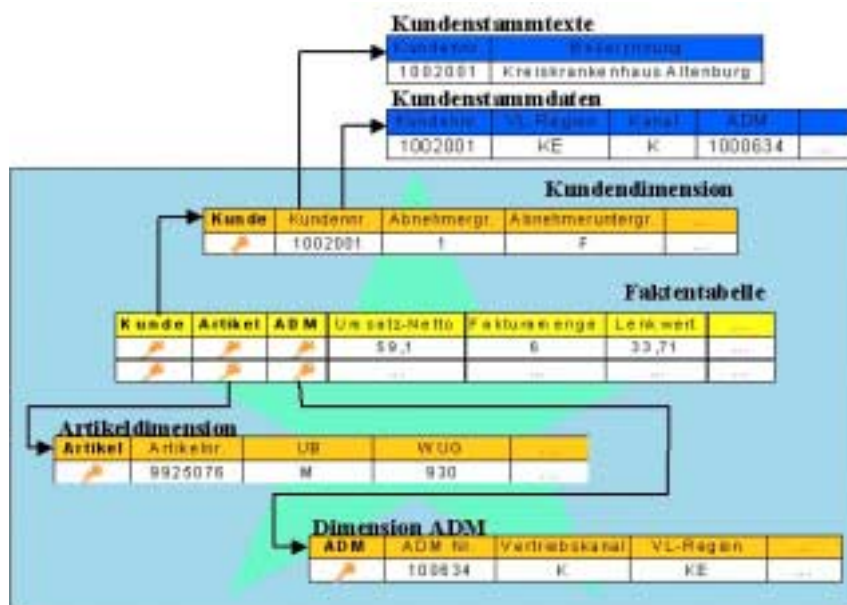 Kundenstammtexte
Kundennr. Bezeichnung
1002001 Kreiskrankenhaus Altenburg
Kundenstammdaten
Kundennr. VL-Region Kanal ADM
1002001 KE K 1000634 ...
Kundendimension
Kunde Kundennr. Abnehmergr. Abnehmeruntergr. ...
1002001 1 F ...
Faktentabelle
Kunde Artikel ADM Umsatz-Netto Fakturamenge Lenkwert ...
59,1 6 33,71 ...
... ... ... ...
Artikeldimension
Artikel Artikelnr. UB WUG ...
9925076 M 930 ...
Dimension ADM
ADM ADM Nr. Vertriebskanal VL-Region ...
100634 K KE ...